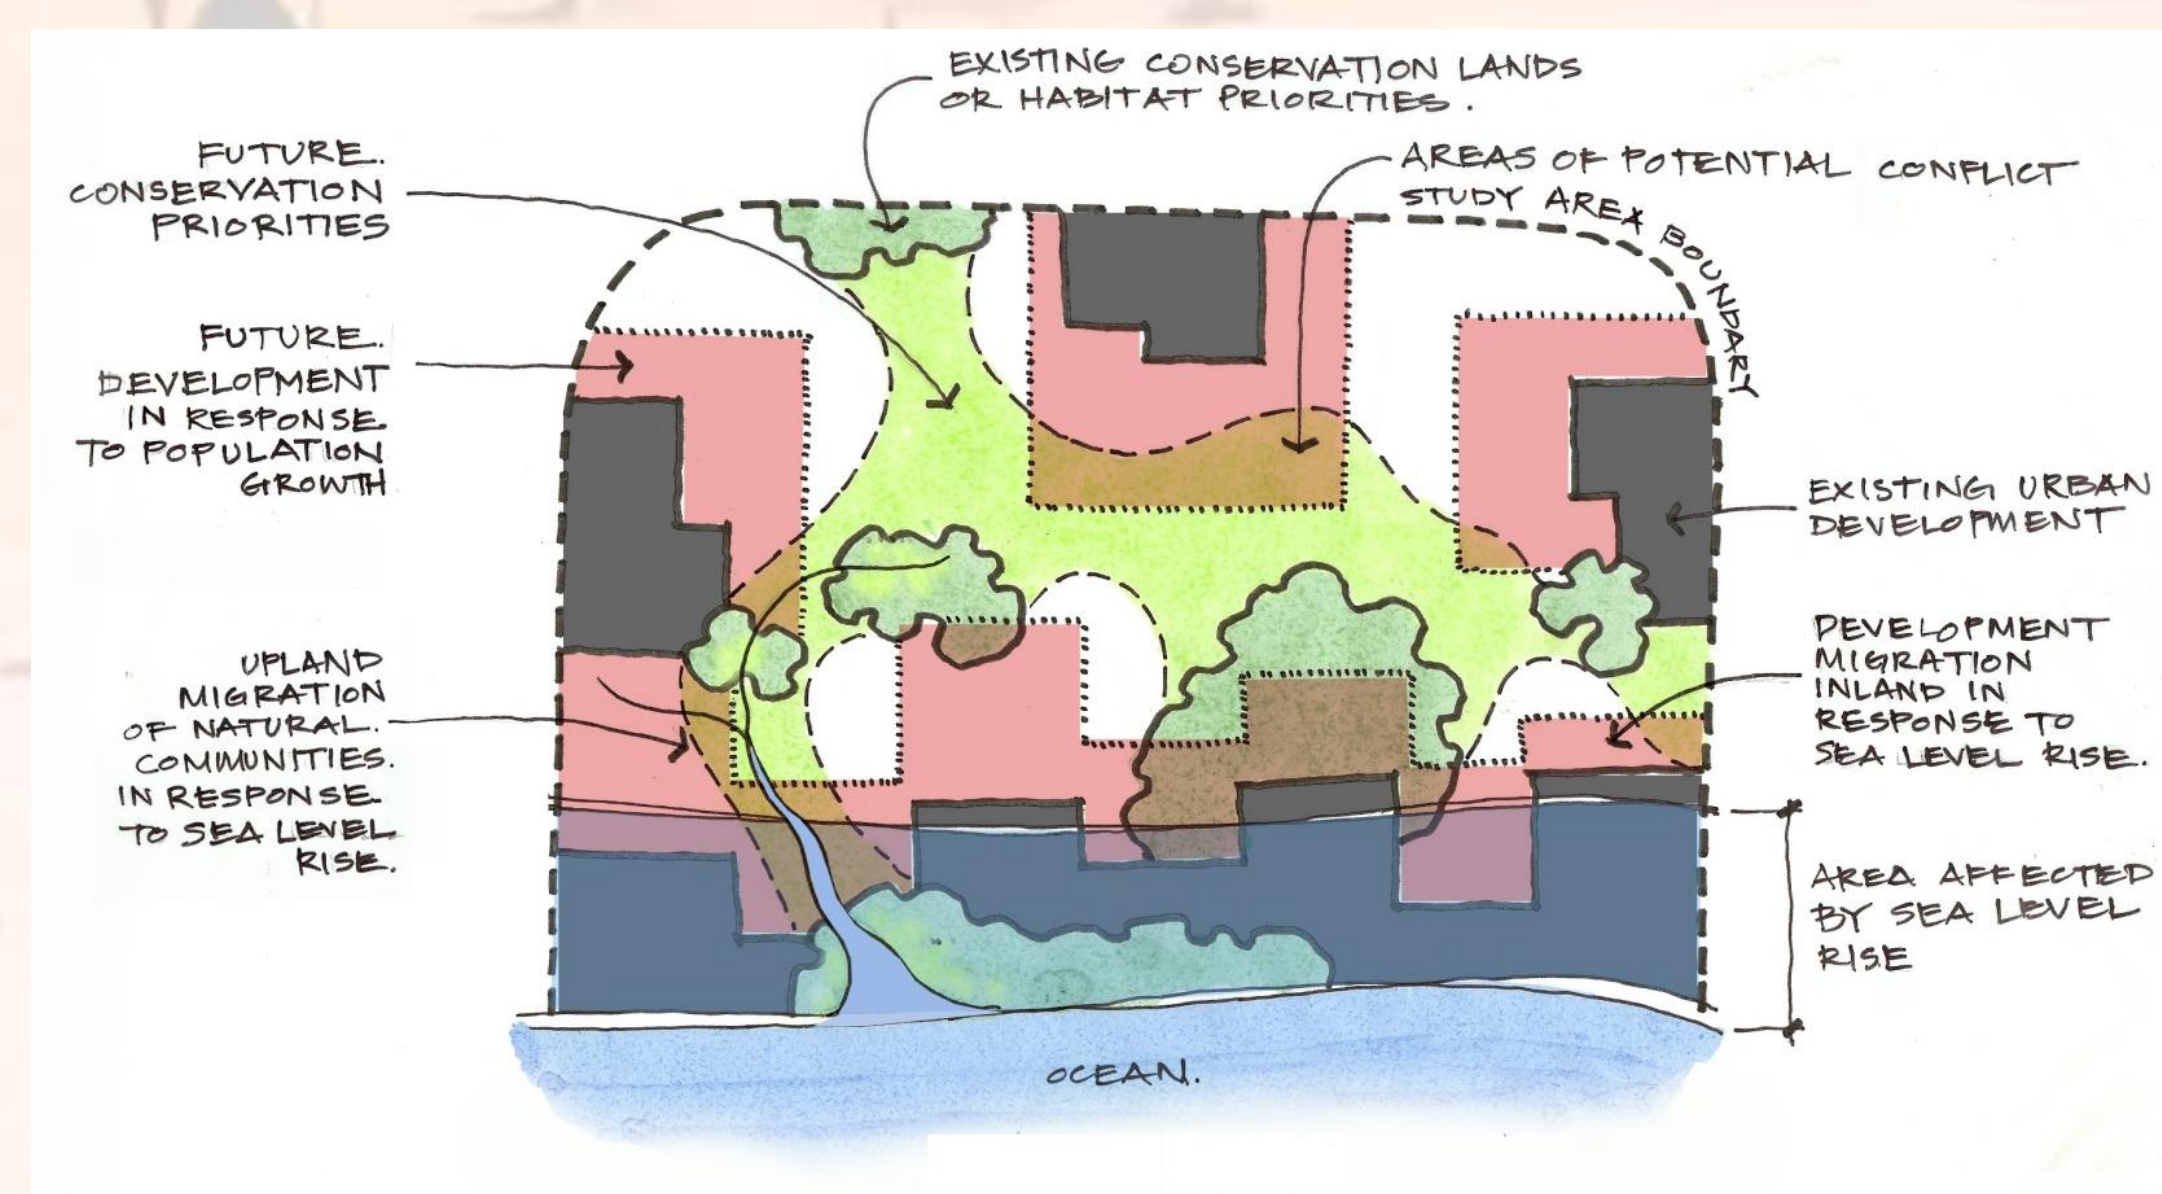 EXISTING CONSERVATION LANDS
OR HABITAT PRIORITIES.
AREAS OF POTENTIAL CONFLICT
STUDY AREA BOUNDARY
FUTURE.
CONSERVATION
PRIORITIES
FUTURE.
DEVELOPMENT
IN RESPONSE
TO POPULATION
GROWTH
EXISTING URBAN
DEVELOPMENT
UPLAND
MIGRATION
OF NATURAL.
COMMUNITIES.
IN RESPONSE
TO SEA LEVEL
RISE.
DEVELOPMENT
MIGRATION
INLAND IN
RESPONSE TO
SEA LEVEL RISE.
AREA AFFECTED
BY SEA LEVEL
RISE
OCEAN.